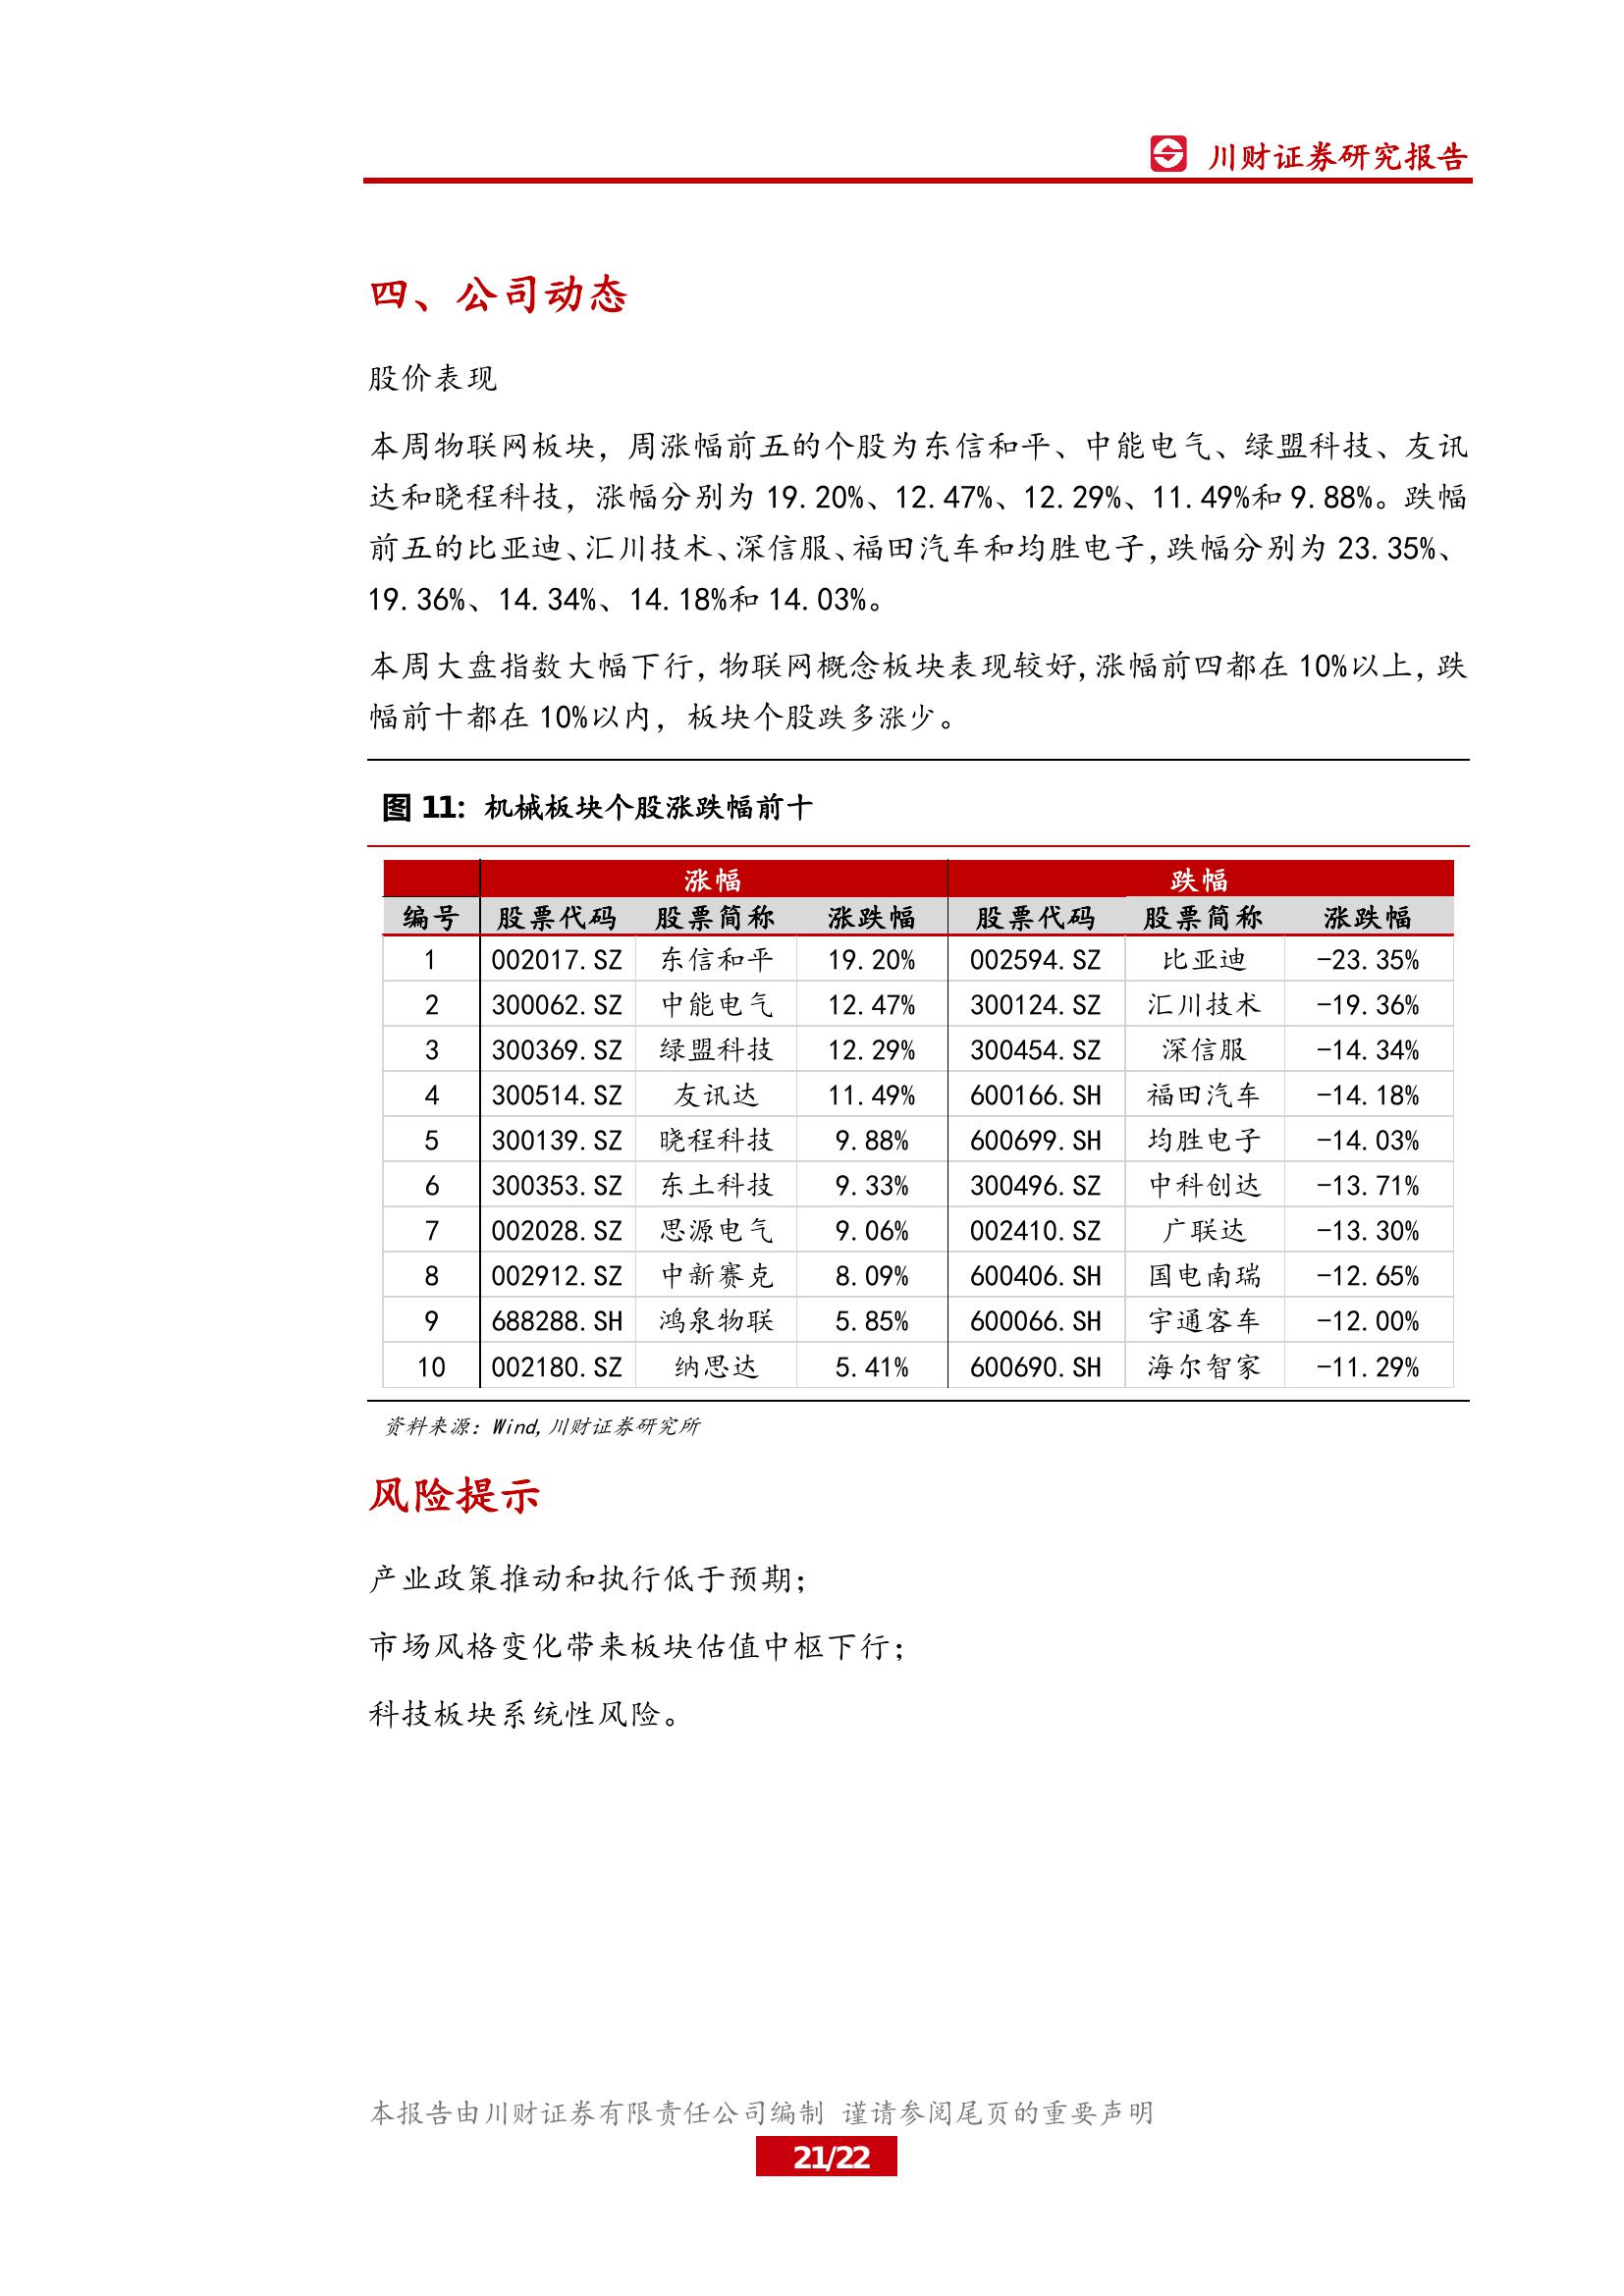 川财证券研究报告
四、公司动态
股价表现
本周物联网板块，周涨幅前五的个股为东信和平、中能电气、绿盟科技、友讯
达和晓程科技，涨幅分别为 19.20%、12.47%、12.29%、11.49%和 9.88%。跌幅
前五的比亚迪、汇川技术、深信服、福田汽车和均胜电子，跌幅分别为 23.35%、
19.36%、14.34%、14.18%和 14.03%。
本周大盘指数大幅下行，物联网概念板块表现较好，涨幅前四都在 10%以上，跌
幅前十都在 10%以内，板块个股跌多涨少。
图 11：机械板块个股涨跌幅前十
涨幅 跌幅
编号 股票代码 股票简称 涨跌幅 股票代码 股票简称 涨跌幅
1 002017.SZ 东信和平 19.20% 002594.SZ 比亚迪 -23.35%
2 300062.SZ 中能电气 12.47% 300124.SZ 汇川技术 -19.36%
3 300369.SZ 绿盟科技 12.29% 300454.SZ 深信服 -14.34%
4 300514.SZ 友讯达 11.49% 600166.SH 福田汽车 -14.18%
5 300139.SZ 晓程科技 9.88% 600699.SH 均胜电子 -14.03%
6 300353.SZ 东土科技 9.33% 300496.SZ 中科创达 -13.71%
7 002028.SZ 思源电气 9.06% 002410.SZ 广联达 -13.30%
8 002912.SZ 中新赛克 8.09% 600406.SH 国电南瑞 -12.65%
9 688288.SH 鸿泉物联 5.85% 600066.SH 宇通客车 -12.00%
10 002180.SZ 纳思达 5.41% 600690.SH 海尔智家 -11.29%
资料来源：Wind,川财证券研究所
风险提示
产业政策推动和执行低于预期；
市场风格变化带来板块估值中枢下行；
科技板块系统性风险。
本报告由川财证券有限责任公司编制 谨请参阅尾页的重要声明
21/22